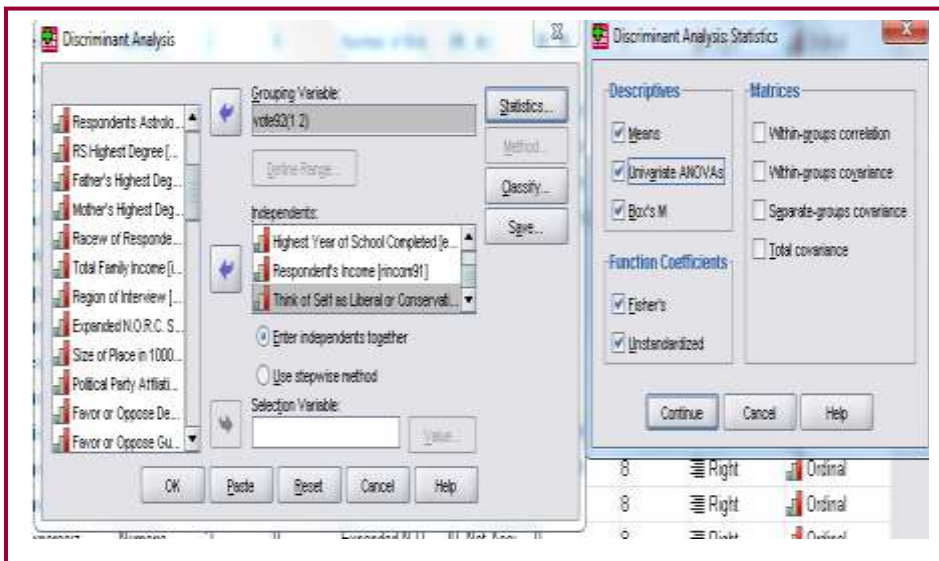 Discriminant Analysis
Grouping Variable:
vote92(1 2)
Define Range...
Respondents Astrolo...
RS Highest Degree [...
Father's Highest Deg...
Mother's Highest Deg...
Racew of Responde...
Total Family Income [i...
Region of Interview [...
Expanded N.O.R.C. S...
Size of Place in 1000...
Political Party Affiliati...
Favor or Oppose De...
Favor or Oppose Gu...
Independents:
Highest Year of School Completed [e...
Respondent's Income [rincom91]
Think of Self as Liberal or Conservati...
Enter independents together
Use stepwise method
Selection Variable:
Value...
Statistics...
Method...
Classify...
Save...
OK Paste Reset Cancel Help
Discriminant Analysis: Statistics
Descriptives
Means
Univariate ANOVAs
Box's M
Function Coefficients
Fisher's
Unstandardized
Matrices
Within-groups correlation
Within-groups covariance
Separate-groups covariance
Total covariance
Continue Cancel Help
8 Right Ordinal
8 Right Ordinal
8 Right Ordinal